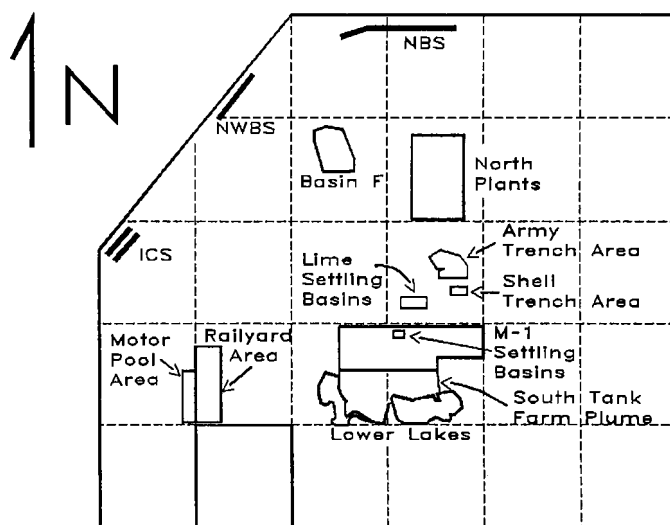 NBS
N
NWBS
Basin F
North
Plants
Army
Trench Area
ICS
Lime
Settling
Basins
Shell
Trench Area
Motor
Pool
Area
Railyard
Area
M-1
Settling
Basins
South Tank
Farm Plume
Lower Lakes